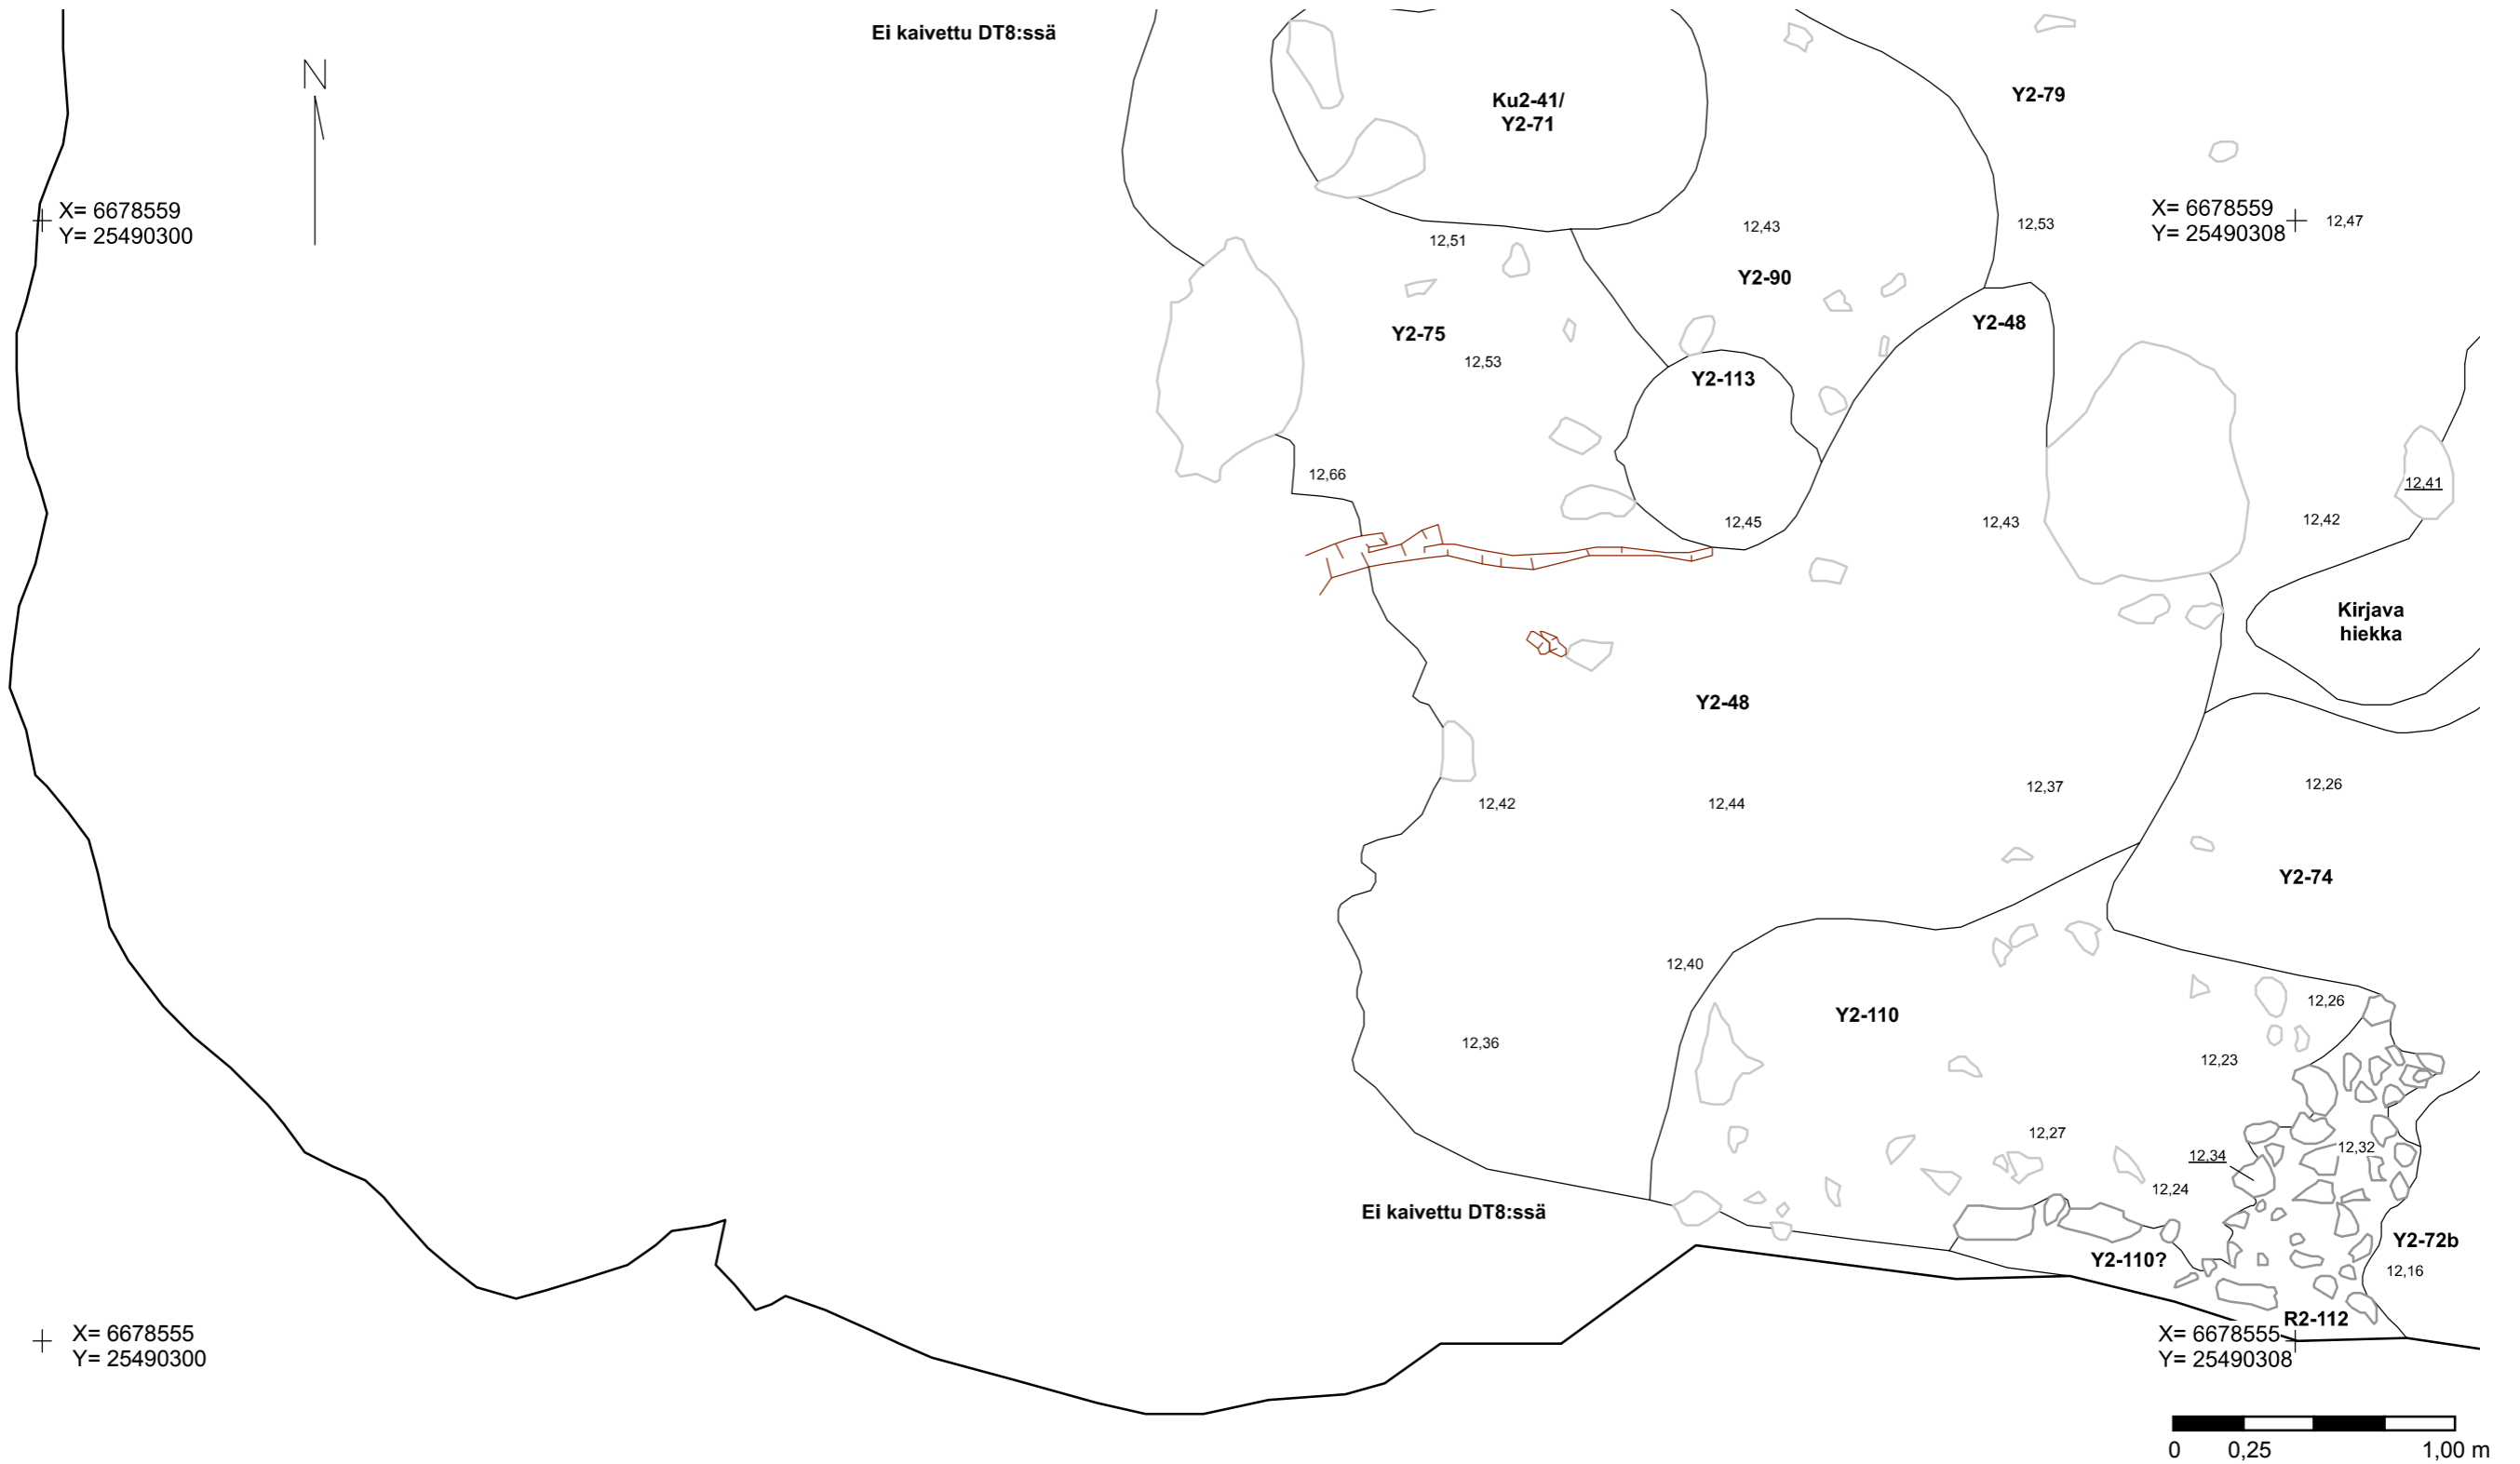 Ei kaivettu DT8:ssä
N
Ku2-41/
Y2-71
Y2-79
X= 6678559
Y= 25490300
X= 6678559
Y= 25490308
12,47
12,51
12,43
12,53
Y2-90
Y2-75
12,53
Y2-48
Y2-113
12,66
12,41
12,45
12,43
12,42
Kirjava
hiekka
Y2-48
12,42
12,44
12,37
12,26
Y2-74
12,40
12,26
Y2-110
12,36
12,23
12,27
12,34
12,32
12,24
Ei kaivettu DT8:ssä
Y2-110?
Y2-72b
12,16
R2-112
X= 6678555
Y= 25490300
X= 6678555
Y= 25490308
0
0,25
1,00 m